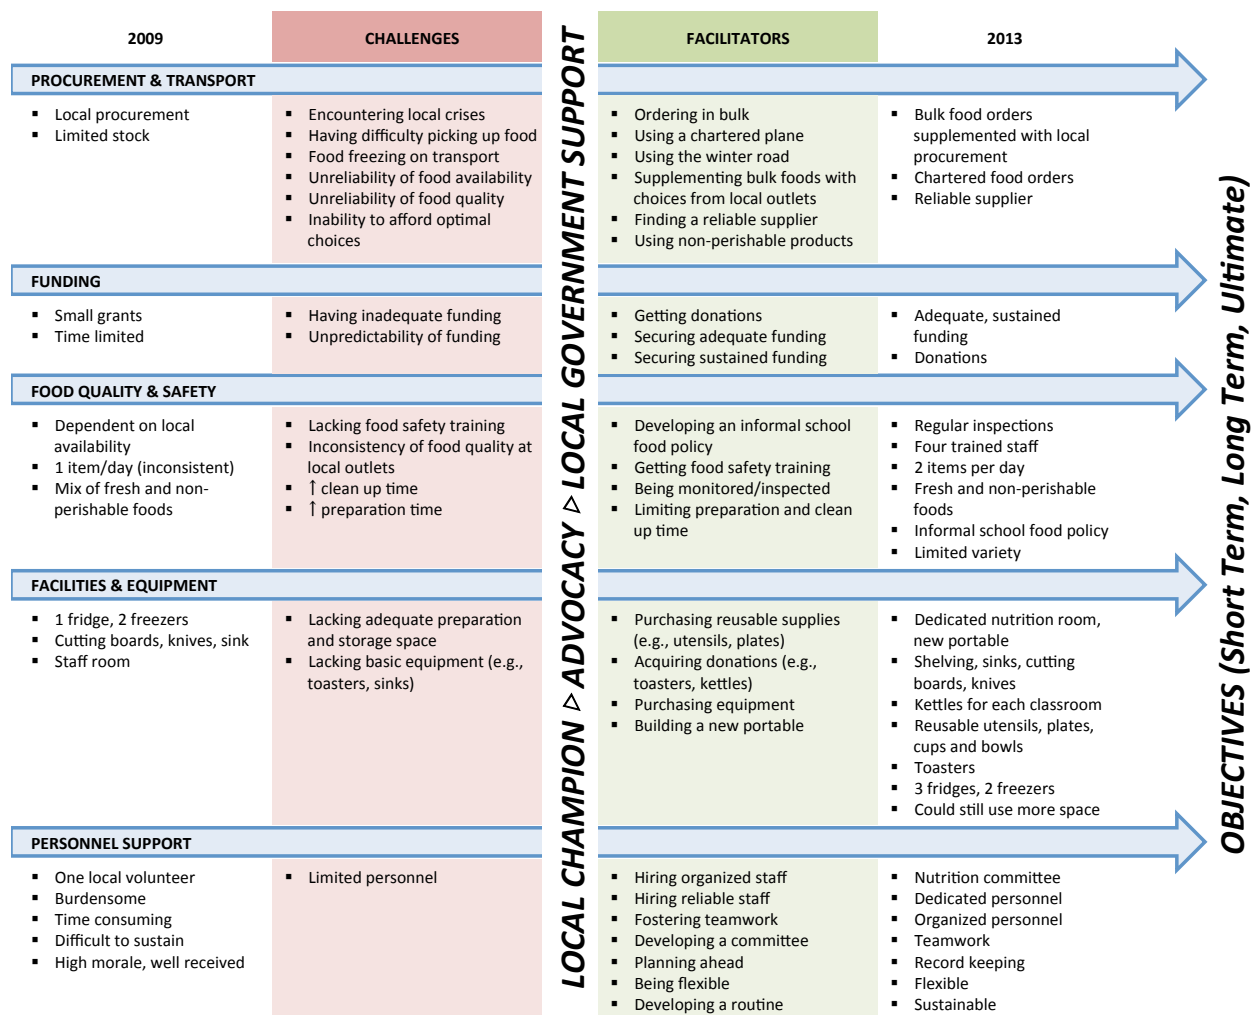 2009
CHALLENGES
FACILITATORS
2013
PROCUREMENT & TRANSPORT
▪ Local procurement
▪ Limited stock
▪ Encountering local crises
▪ Having difficulty picking up food
▪ Food freezing on transport
▪ Unreliability of food availability
▪ Unreliability of food quality
▪ Inability to afford optimal
choices
▪ Ordering in bulk
▪ Using a chartered plane
▪ Using the winter road
▪ Supplementing bulk foods with
choices from local outlets
▪ Finding a reliable supplier
▪ Using non-perishable products
▪ Bulk food orders
supplemented with local
procurement
▪ Chartered food orders
▪ Reliable supplier
FUNDING
▪ Small grants
▪ Time limited
▪ Having inadequate funding
▪ Unpredictability of funding
▪ Getting donations
▪ Securing adequate funding
▪ Securing sustained funding
▪ Adequate, sustained
funding
▪ Donations
FOOD QUALITY & SAFETY
▪ Dependent on local
availability
▪ 1 item/day (inconsistent)
▪ Mix of fresh and non-
perishable foods
▪ Lacking food safety training
▪ Inconsistency of food quality at
local outlets
▪ ↑ clean up time
▪ ↑ preparation time
▪ Developing an informal school
food policy
▪ Getting food safety training
▪ Being monitored/inspected
▪ Limiting preparation and clean
up time
▪ Regular inspections
▪ Four trained staff
▪ 2 items per day
▪ Fresh and non-perishable
foods
▪ Informal school food policy
▪ Limited variety
FACILITIES & EQUIPMENT
▪ 1 fridge, 2 freezers
▪ Cutting boards, knives, sink
▪ Staff room
▪ Lacking adequate preparation
and storage space
▪ Lacking basic equipment (e.g.,
toasters, sinks)
▪ Purchasing reusable supplies
(e.g., utensils, plates)
▪ Acquiring donations (e.g.,
toasters, kettles)
▪ Purchasing equipment
▪ Building a new portable
▪ Dedicated nutrition room,
new portable
▪ Shelving, sinks, cutting
boards, knives
▪ Kettles for each classroom
▪ Reusable utensils, plates,
cups and bowls
▪ Toasters
▪ 3 fridges, 2 freezers
▪ Could still use more space
PERSONNEL SUPPORT
▪ One local volunteer
▪ Burdensome
▪ Time consuming
▪ Difficult to sustain
▪ High morale, well received
▪ Limited personnel
▪ Hiring organized staff
▪ Hiring reliable staff
▪ Fostering teamwork
▪ Developing a committee
▪ Planning ahead
▪ Being flexible
▪ Developing a routine
▪ Nutrition committee
▪ Dedicated personnel
▪ Organized personnel
▪ Teamwork
▪ Record keeping
▪ Flexible
▪ Sustainable
LOCAL CHAMPION ▷ ADVOCACY ▷ LOCAL GOVERNMENT SUPPORT
OBJECTIVES (Short Term, Long Term, Ultimate)